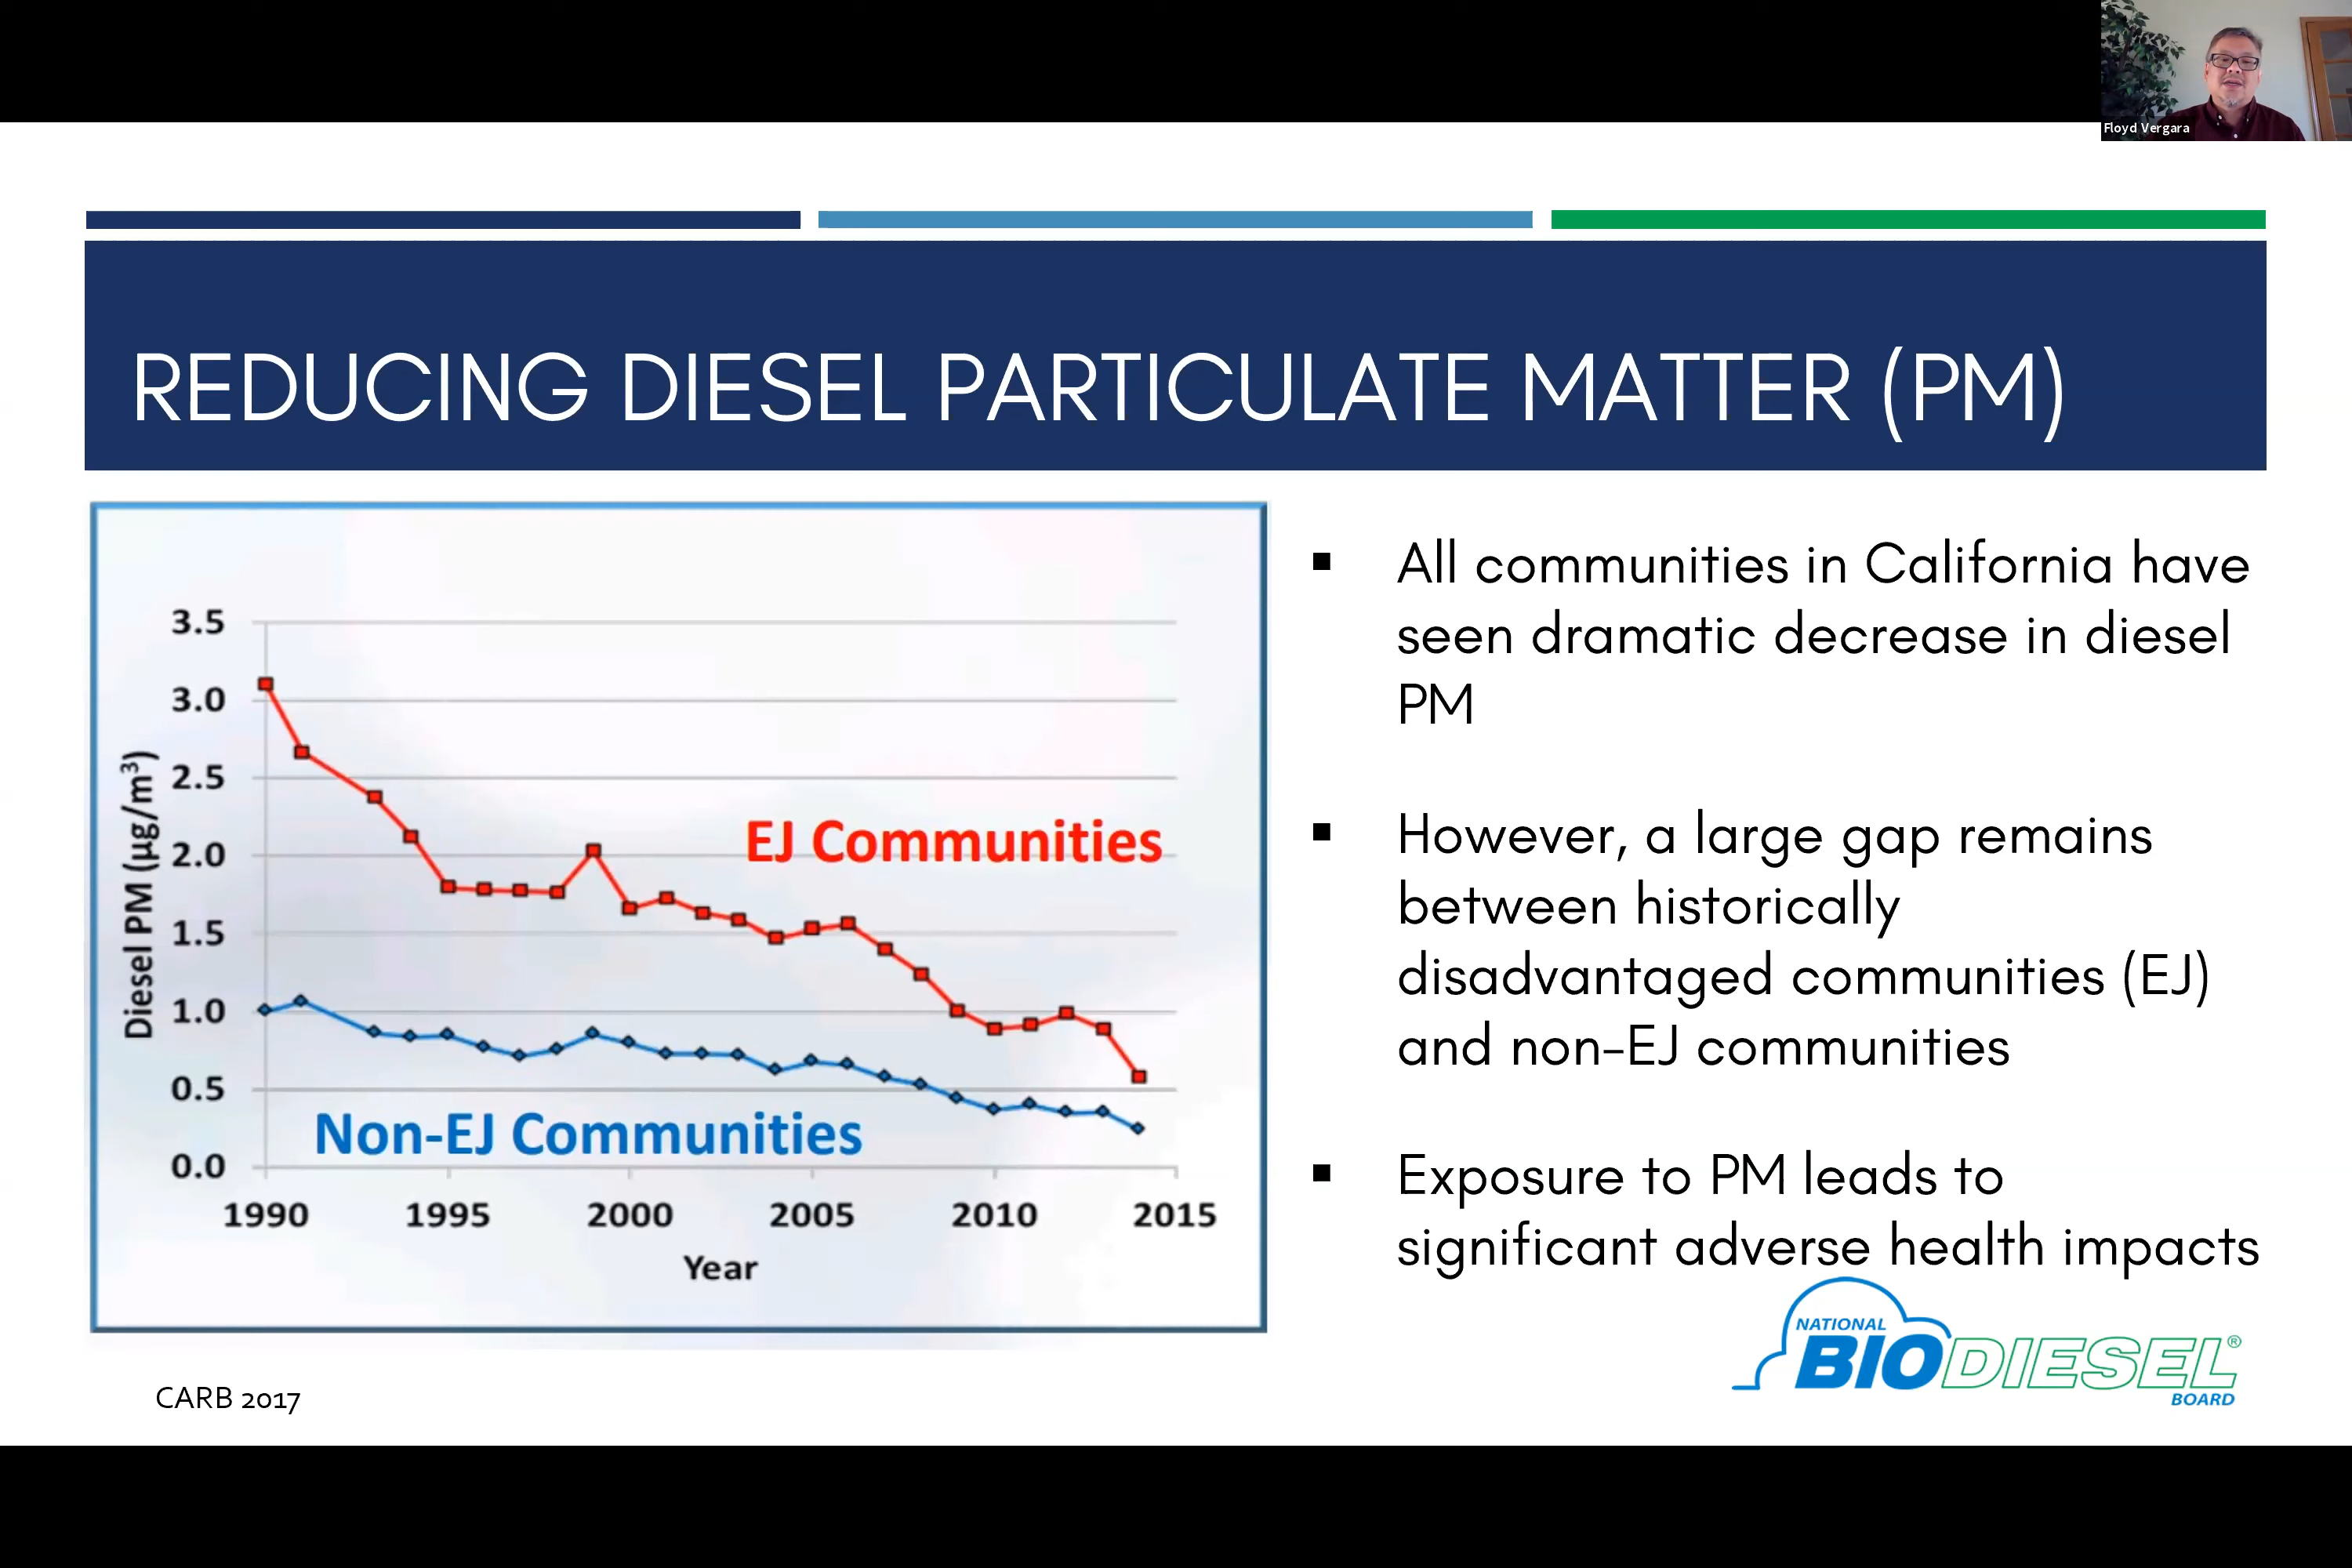 Floyd Vergara
REDUCING DIESEL PARTICULATE MATTER (PM)
3.5
3.0
2.5
2.0
1.5
1.0
0.5
0.0
Diesel PM (µg/m³)
EJ Communities
Non-EJ Communities
1990 1995 2000 2005 2010 2015
Year
▪ All communities in California have
seen dramatic decrease in diesel
PM
▪ However, a large gap remains
between historically
disadvantaged communities (EJ)
and non-EJ communities
▪ Exposure to PM leads to
significant adverse health impacts
CARB 2017
NATIONAL
BIODIESEL®
BOARD